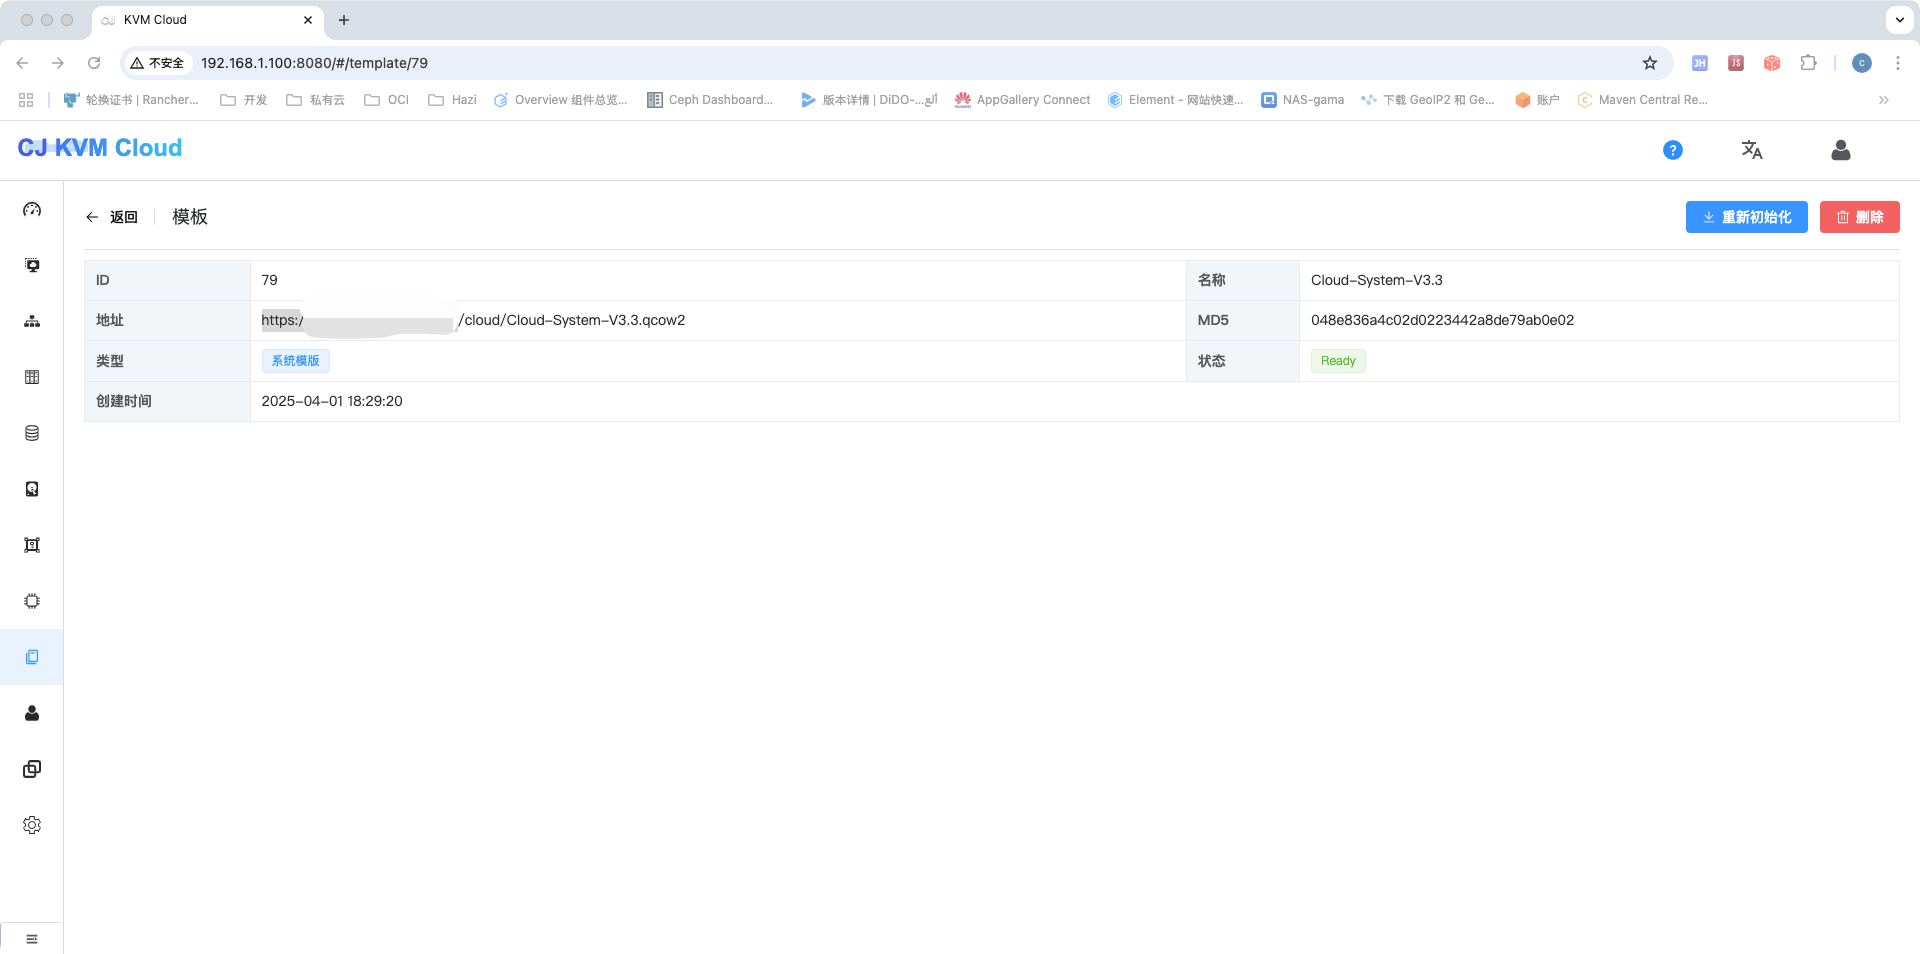 KVM Cloud
不安全 192.168.1.100:8080/#/template/79
轮换证书 | Rancher... 开发 私有云 OCI Hazi Overview 组件总览... Ceph Dashboard... 版本详情 | DiDO-... AppGallery Connect Element - 网站快速... NAS-gama 下载 GeoIP2 和 Ge... 账户 Maven Central Re...
CJ KVM Cloud
返回 模板 重新初始化 删除
ID 79 名称 Cloud-System-V3.3
地址 https:/ /cloud/Cloud-System-V3.3.qcow2 MD5 048e836a4c02d0223442a8de79ab0e02
类型 系统模版 状态 Ready
创建时间 2025-04-01 18:29:20